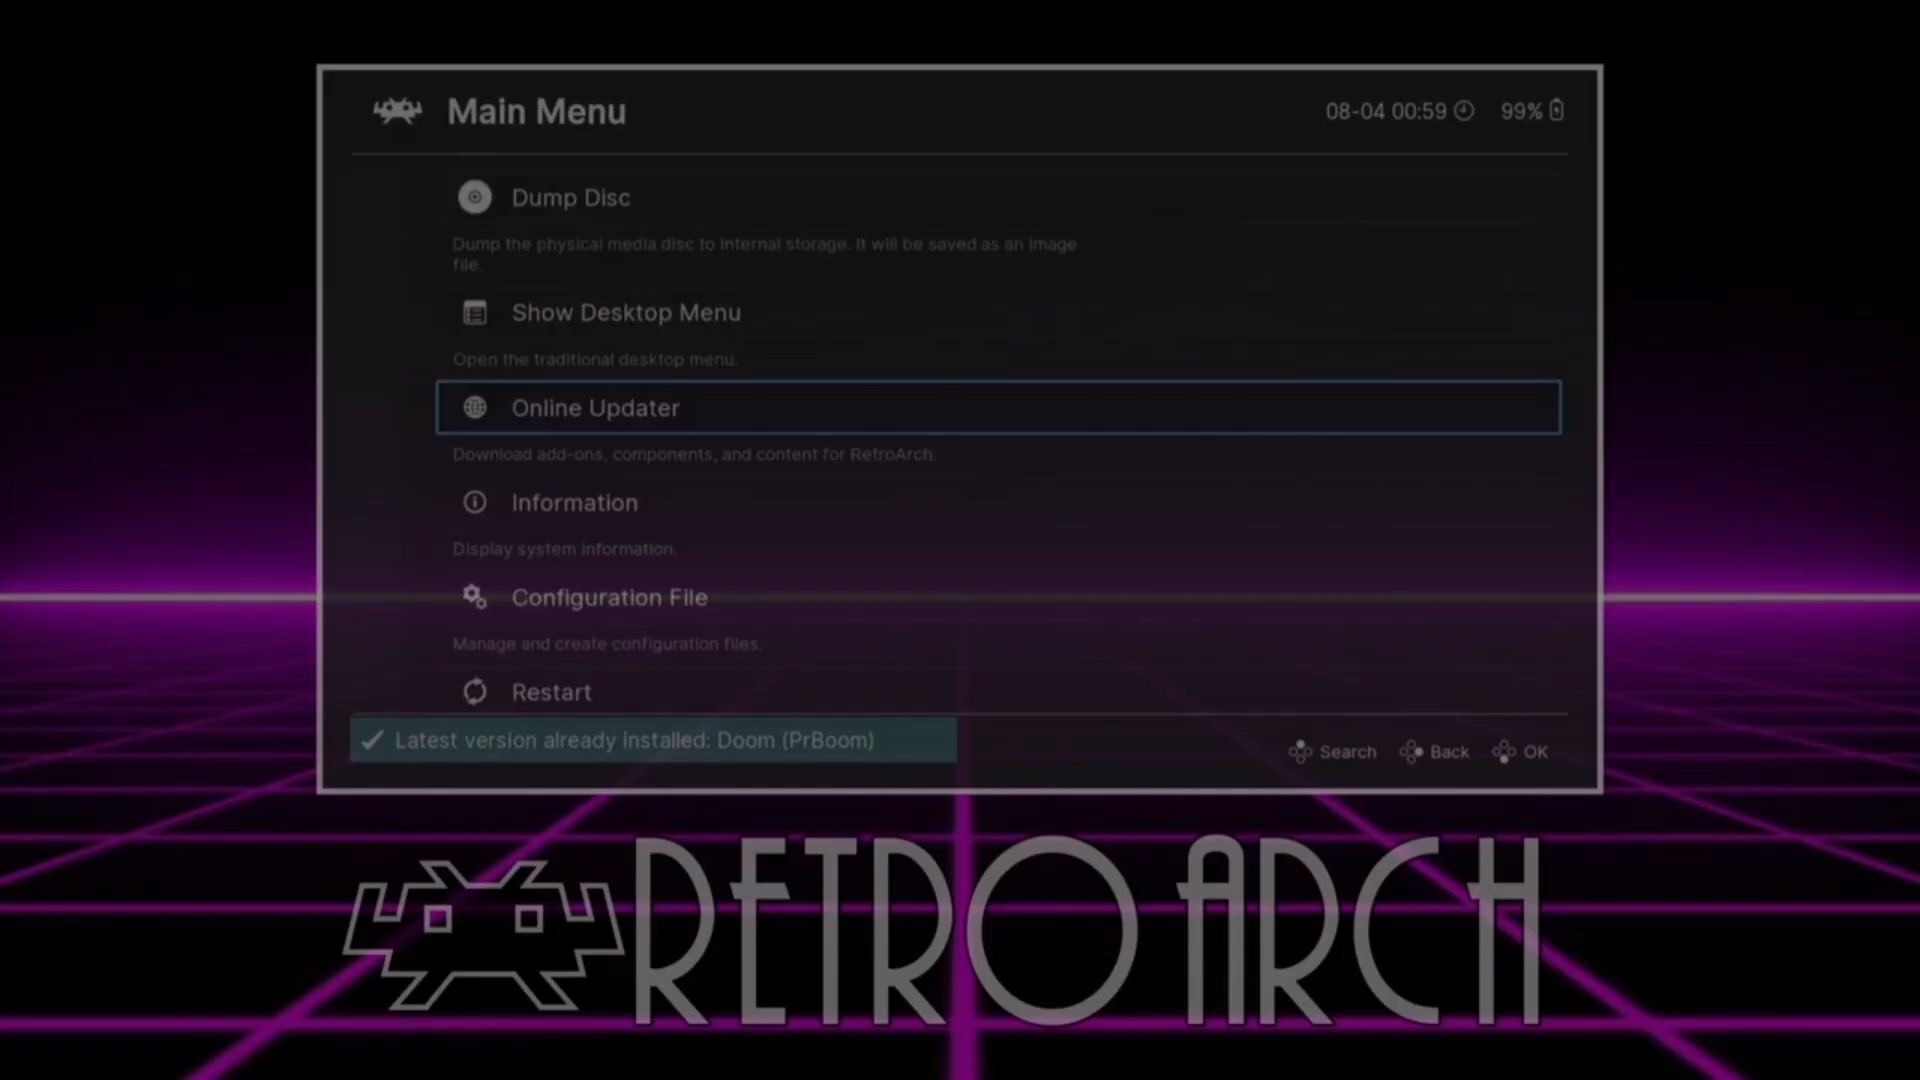 Main Menu
08-04 00:59
99%
Dump Disc
Dump the physical media disc to internal storage. It will be saved as an image
file.
Show Desktop Menu
Open the traditional desktop menu.
Online Updater
Download add-ons, components, and content for RetroArch.
Information
Display system information.
Configuration File
Manage and create configuration files.
Restart
Latest version already installed: Doom (PrBoom)
Search
Back
OK
RETROARCH